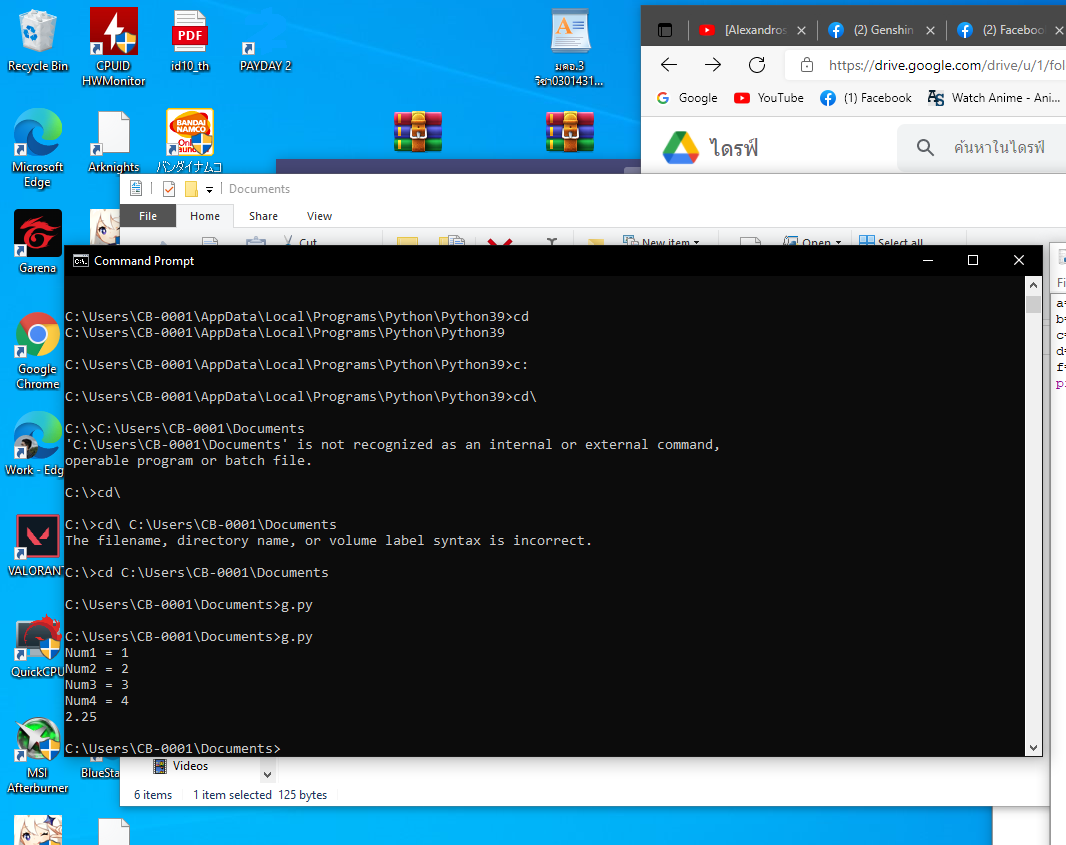 Recycle Bin
CPUID
HWMonitor
PDF
id10_th
PAYDAY 2
มคอ.3
วิชา0301431...
Microsoft
Edge
Arknights
BANDAI
NAMCO
バンダイナムコ
Garena
Google
Chrome
Work - Edg
VALORANT
QuickCPU
MSI
Afterburner
BlueSta
[Alexandros
(2) Genshin
(2) Faceboo
https://drive.google.com/drive/u/1/fol
Google
YouTube
(1) Facebook
Watch Anime - Ani...
ไดรฟ์
ค้นหาในไดรฟ์
Documents
File
Home
Share
View
Cut
New item
Open
Select all
Command Prompt
C:\Users\CB-0001\AppData\Local\Programs\Python\Python39>cd
C:\Users\CB-0001\AppData\Local\Programs\Python\Python39
C:\Users\CB-0001\AppData\Local\Programs\Python\Python39>c:
C:\Users\CB-0001\AppData\Local\Programs\Python\Python39>cd\
C:\>C:\Users\CB-0001\Documents
'C:\Users\CB-0001\Documents' is not recognized as an internal or external command,
operable program or batch file.
C:\>cd\
C:\>cd\ C:\Users\CB-0001\Documents
The filename, directory name, or volume label syntax is incorrect.
C:\>cd C:\Users\CB-0001\Documents
C:\Users\CB-0001\Documents>g.py
C:\Users\CB-0001\Documents>g.py
Num1 = 1
Num2 = 2
Num3 = 3
Num4 = 4
2.25
C:\Users\CB-0001\Documents>
Videos
6 items
1 item selected 125 bytes
Fi
a=
b=
c=
d=
f=
pr